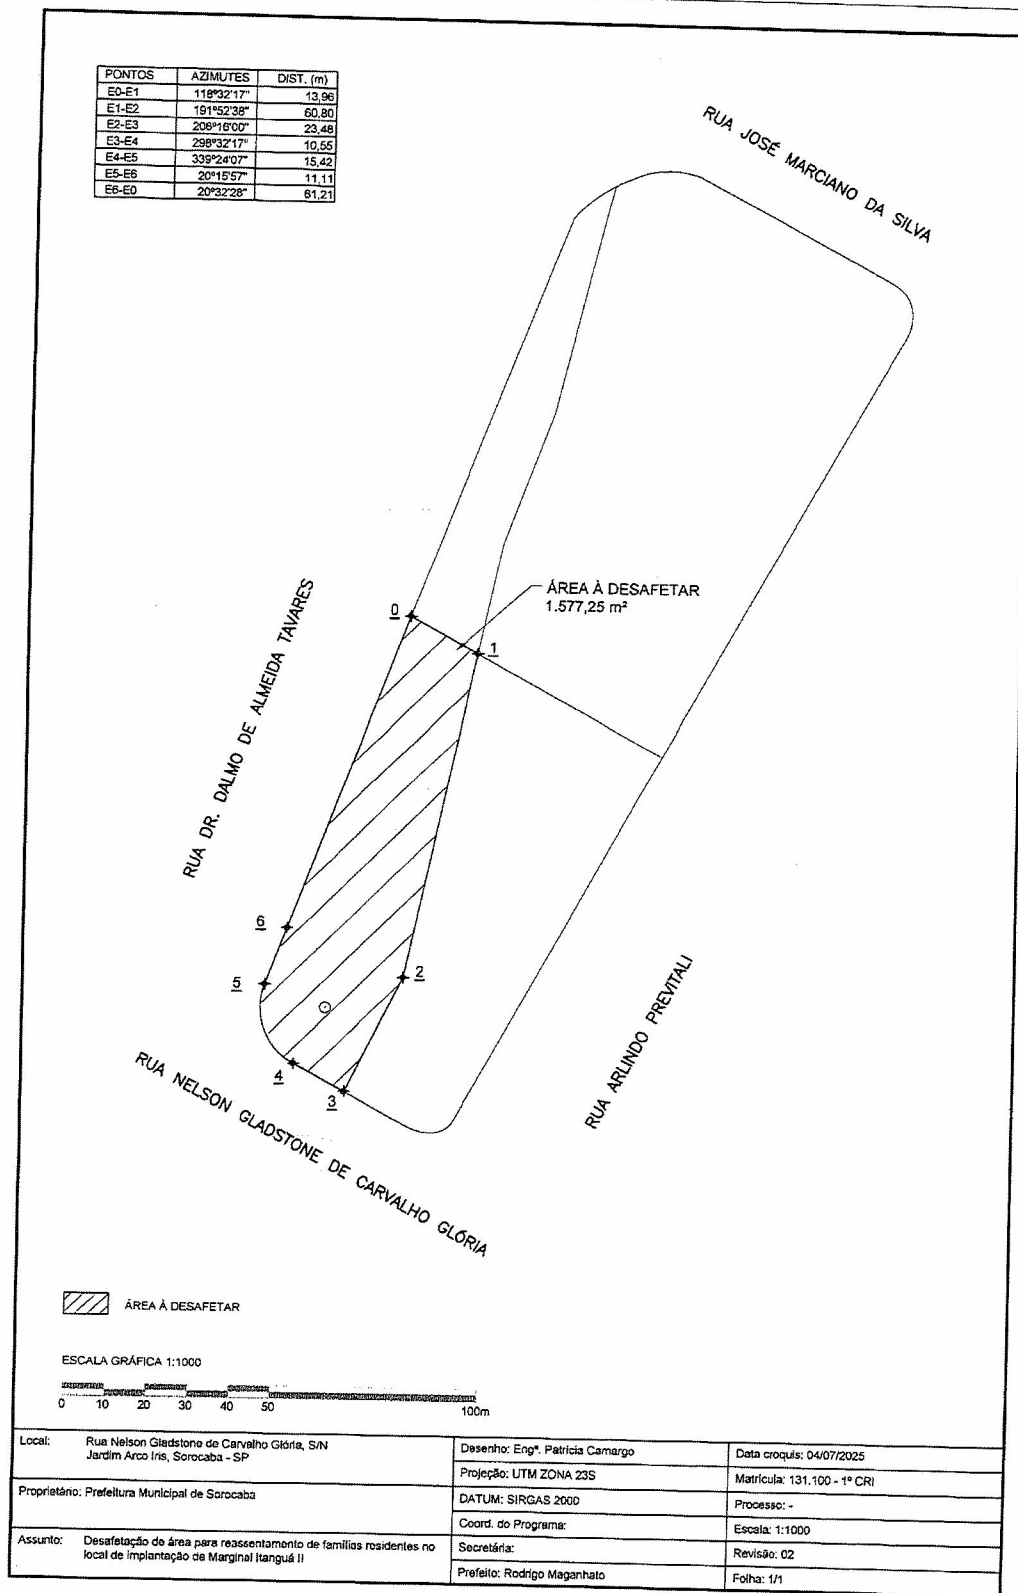 PONTOS AZIMUTES DIST. (m)
E0-E1 118°32'17" 13,96
E1-E2 191°52'38" 60,80
E2-E3 206°16'00" 23,48
E3-E4 298°32'17" 10,55
E4-E5 339°24'07" 15,42
E5-E6 20°15'57" 11,11
E6-E0 20°32'28" 61,21
RUA JOSÉ MARCIANO DA SILVA
ÁREA À DESAFETAR
1.577,25 m²
0
1
RUA DR. DALMO DE ALMEIDA TAVARES
6
5
2
4
3
RUA ARLINDO PREVITALI
RUA NELSON GLADSTONE DE CARVALHO GLÓRIA
ÁREA À DESAFETAR
ESCALA GRÁFICA 1:1000
0 10 20 30 40 50 100m
Local: Rua Nelson Gladstone de Carvalho Glória, S/N
Jardim Arco Iris, Sorocaba - SP
Desenho: Engª. Patricia Camargo
Data croquis: 04/07/2025
Projeção: UTM ZONA 23S
Matrícula: 131.100 - 1º CRI
Proprietário: Prefeitura Municipal de Sorocaba
DATUM: SIRGAS 2000
Processo: -
Coord. do Programa:
Escala: 1:1000
Assunto: Desafetação de área para reassentamento de famílias residentes no
local de implantação da Marginal Itanguá II
Secretária:
Revisão: 02
Prefeito: Rodrigo Maganhato
Folha: 1/1